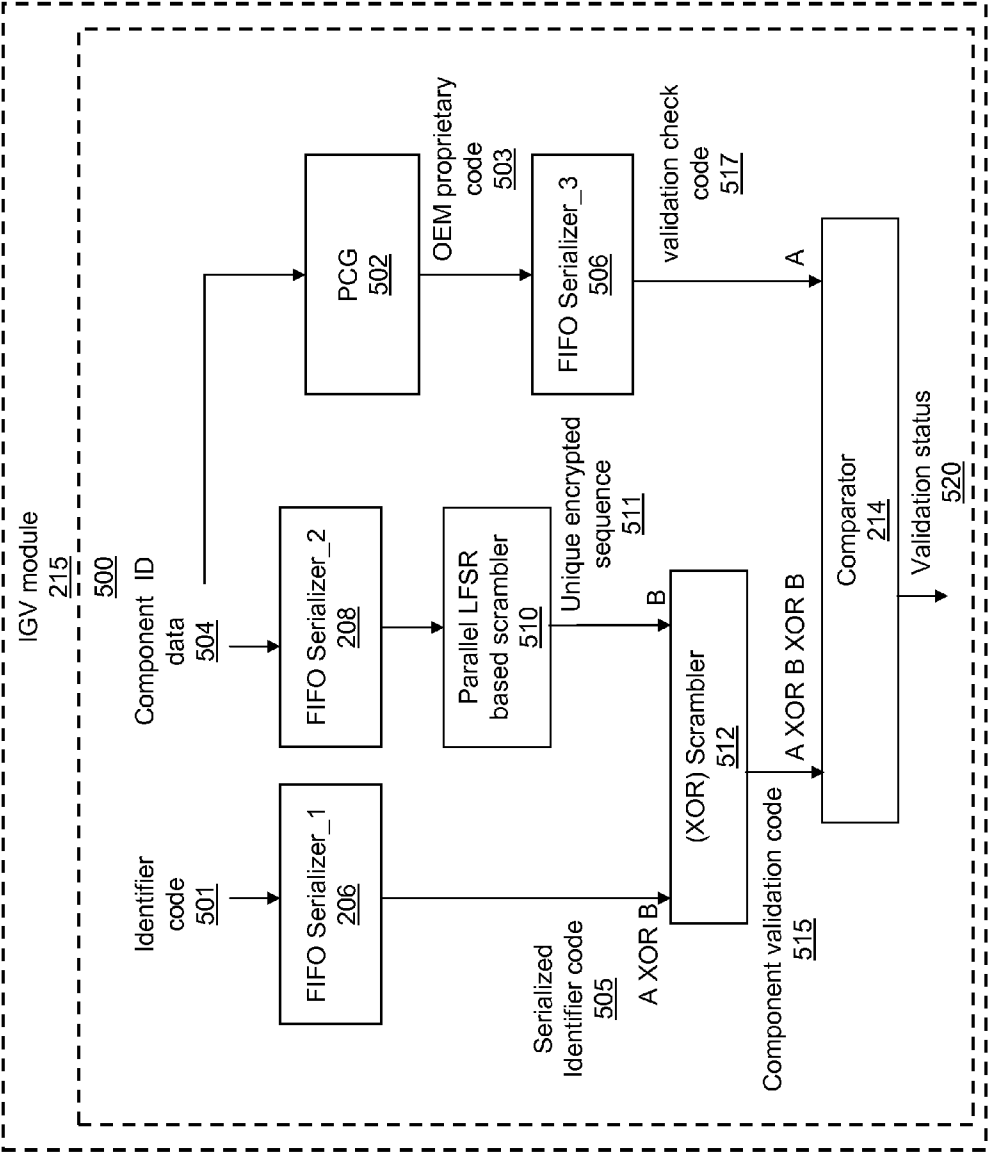 IGV module
215
500
Identifier
code
501
Component ID
data
504
FIFO Serializer_1
206
FIFO Serializer_2
208
PCG
502
OEM proprietary
code
503
Parallel LFSR
based scrambler
510
FIFO Serializer_3
506
Serialized
Identifier code
505
A XOR B
Unique encrypted
sequence
511
B
validation check
code
517
(XOR) Scrambler
512
Component validation code
515
A XOR B XOR B
A
Comparator
214
Validation status
520